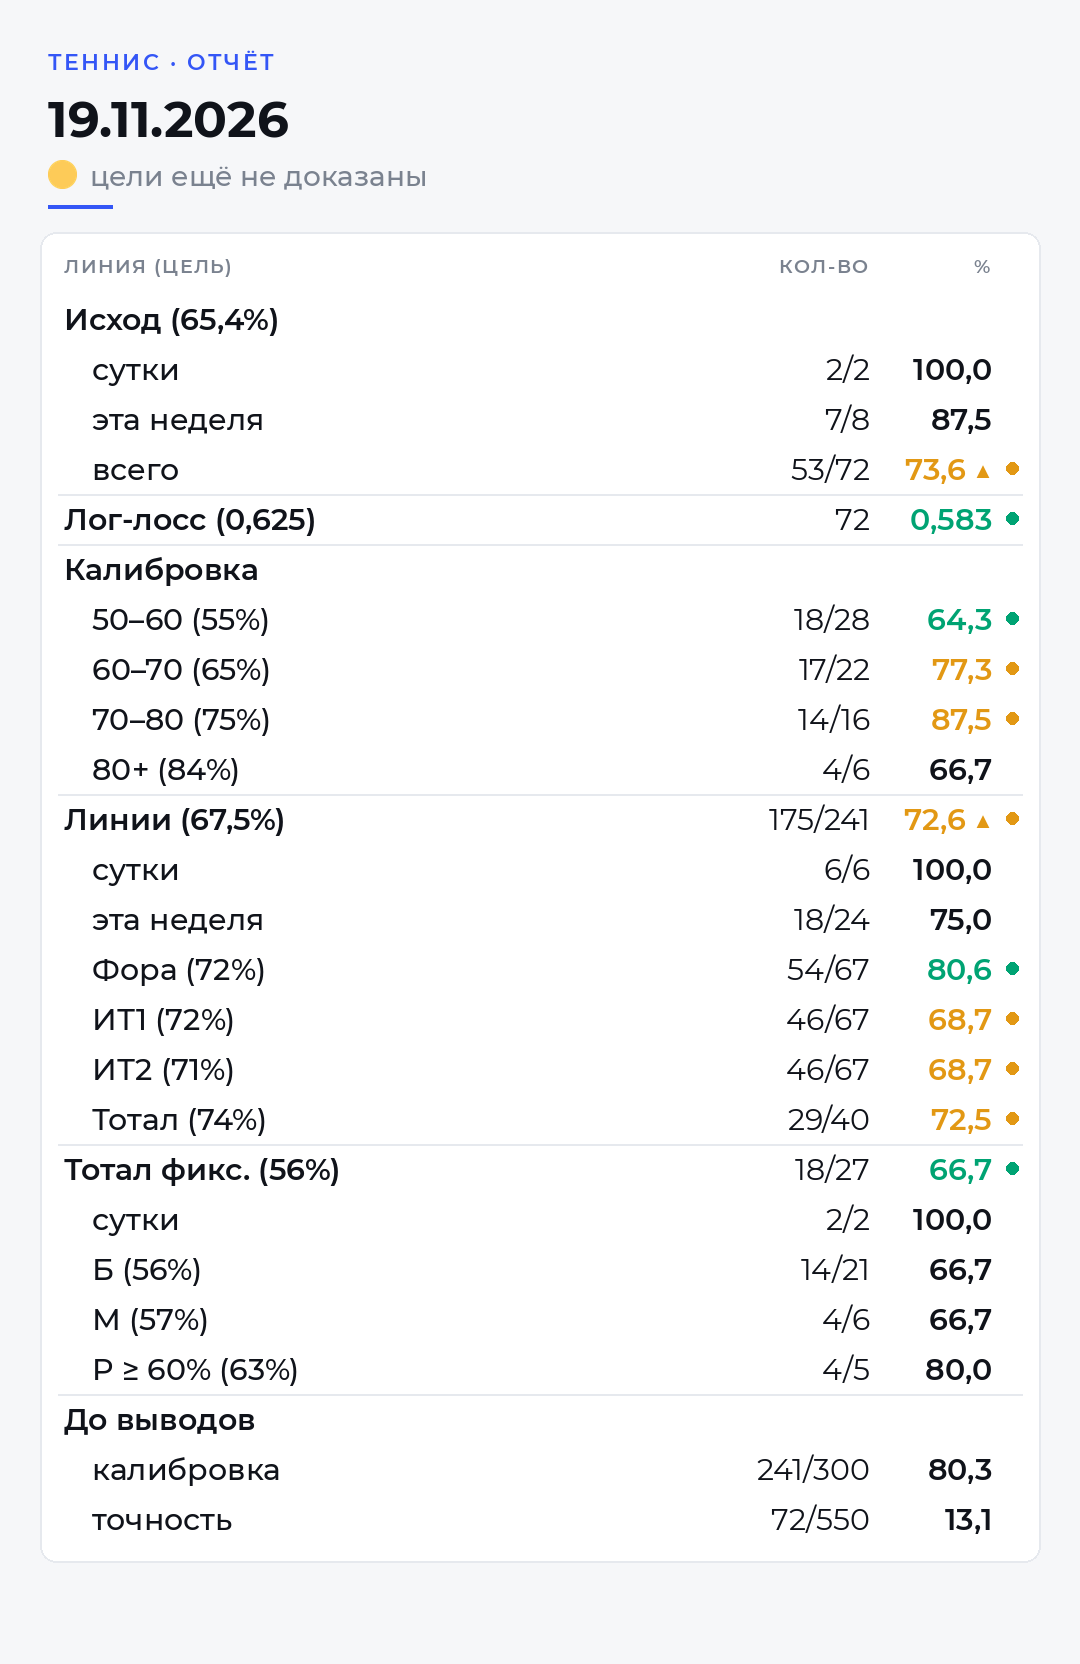 ТЕННИС · ОТЧЁТ
19.11.2026
цели ещё не доказаны
ЛИНИЯ (ЦЕЛЬ) КОЛ-ВО %
Исход (65,4%)
сутки 2/2 100,0
эта неделя 7/8 87,5
всего 53/72 73,6 ▲
Лог-лосс (0,625) 72 0,583
Калибровка
50–60 (55%) 18/28 64,3
60–70 (65%) 17/22 77,3
70–80 (75%) 14/16 87,5
80+ (84%) 4/6 66,7
Линии (67,5%) 175/241 72,6 ▲
сутки 6/6 100,0
эта неделя 18/24 75,0
Фора (72%) 54/67 80,6
ИТ1 (72%) 46/67 68,7
ИТ2 (71%) 46/67 68,7
Тотал (74%) 29/40 72,5
Тотал фикс. (56%) 18/27 66,7
сутки 2/2 100,0
Б (56%) 14/21 66,7
М (57%) 4/6 66,7
Р ≥ 60% (63%) 4/5 80,0
До выводов
калибровка 241/300 80,3
точность 72/550 13,1